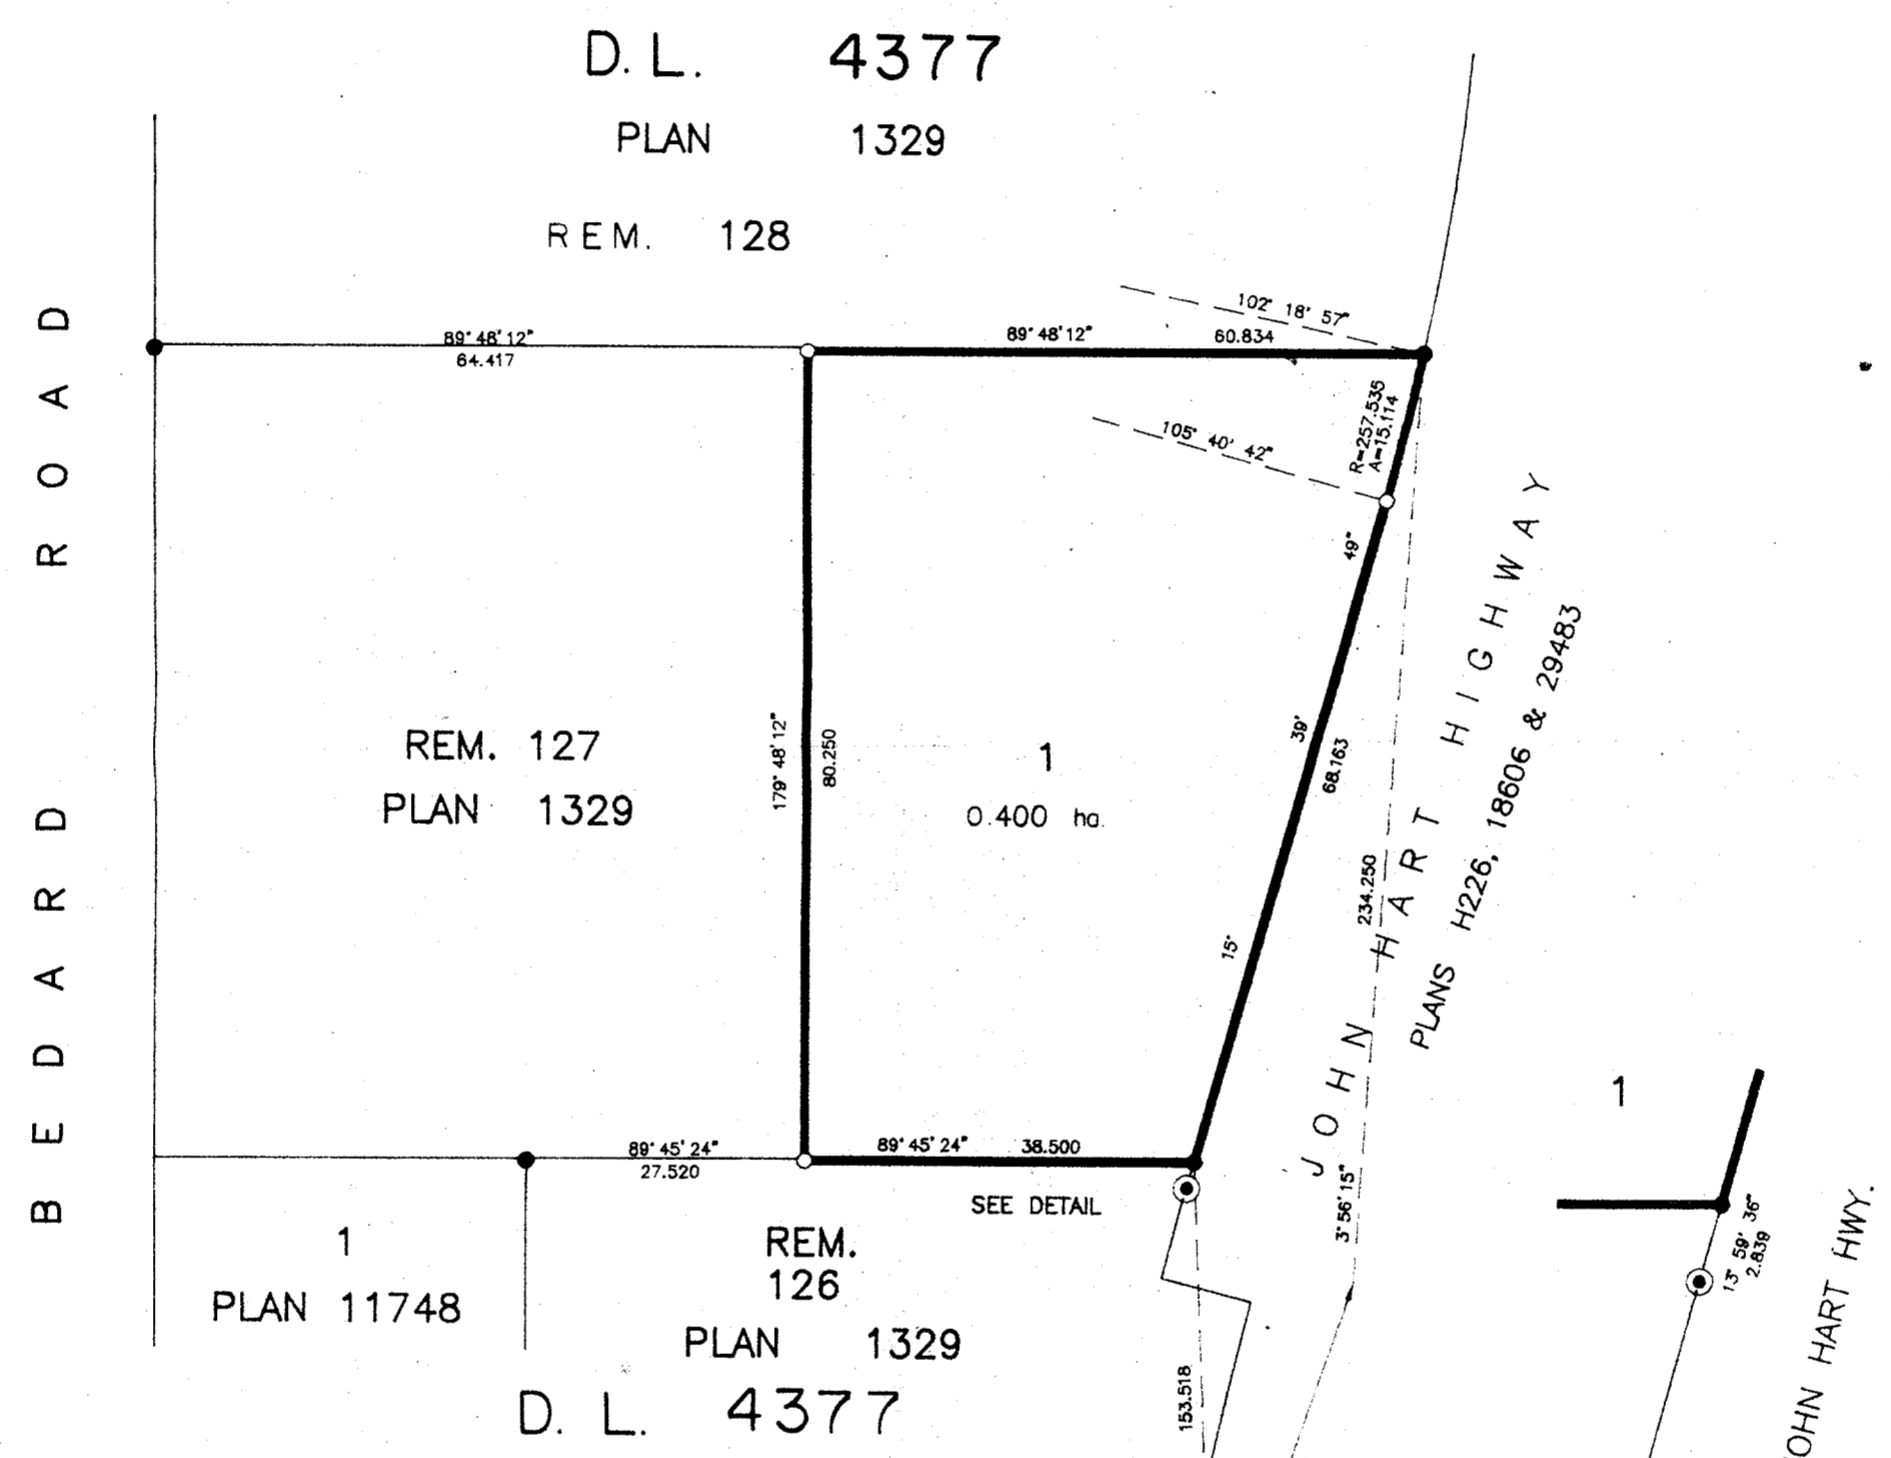 D. L. 4377
PLAN 1329
REM. 128
BEDARD ROAD
89° 48' 12"
64.417
89° 48' 12" 60.834
102° 18' 57"
105° 40' 42"
R=257.535
A=15.114
15° 39' 49"
68.163
179° 48' 12"
80.250
REM. 127
PLAN 1329
1
0.400 ha.
JOHN HART HIGHWAY
PLANS H226, 18606 & 29483
234.250
3° 56' 15"
89° 45' 24"
27.520
89° 45' 24" 38.500
SEE DETAIL
1
PLAN 11748
REM.
126
PLAN 1329
D. L. 4377
153.518
1
13° 59' 36"
2.839
OHN HART HWY.